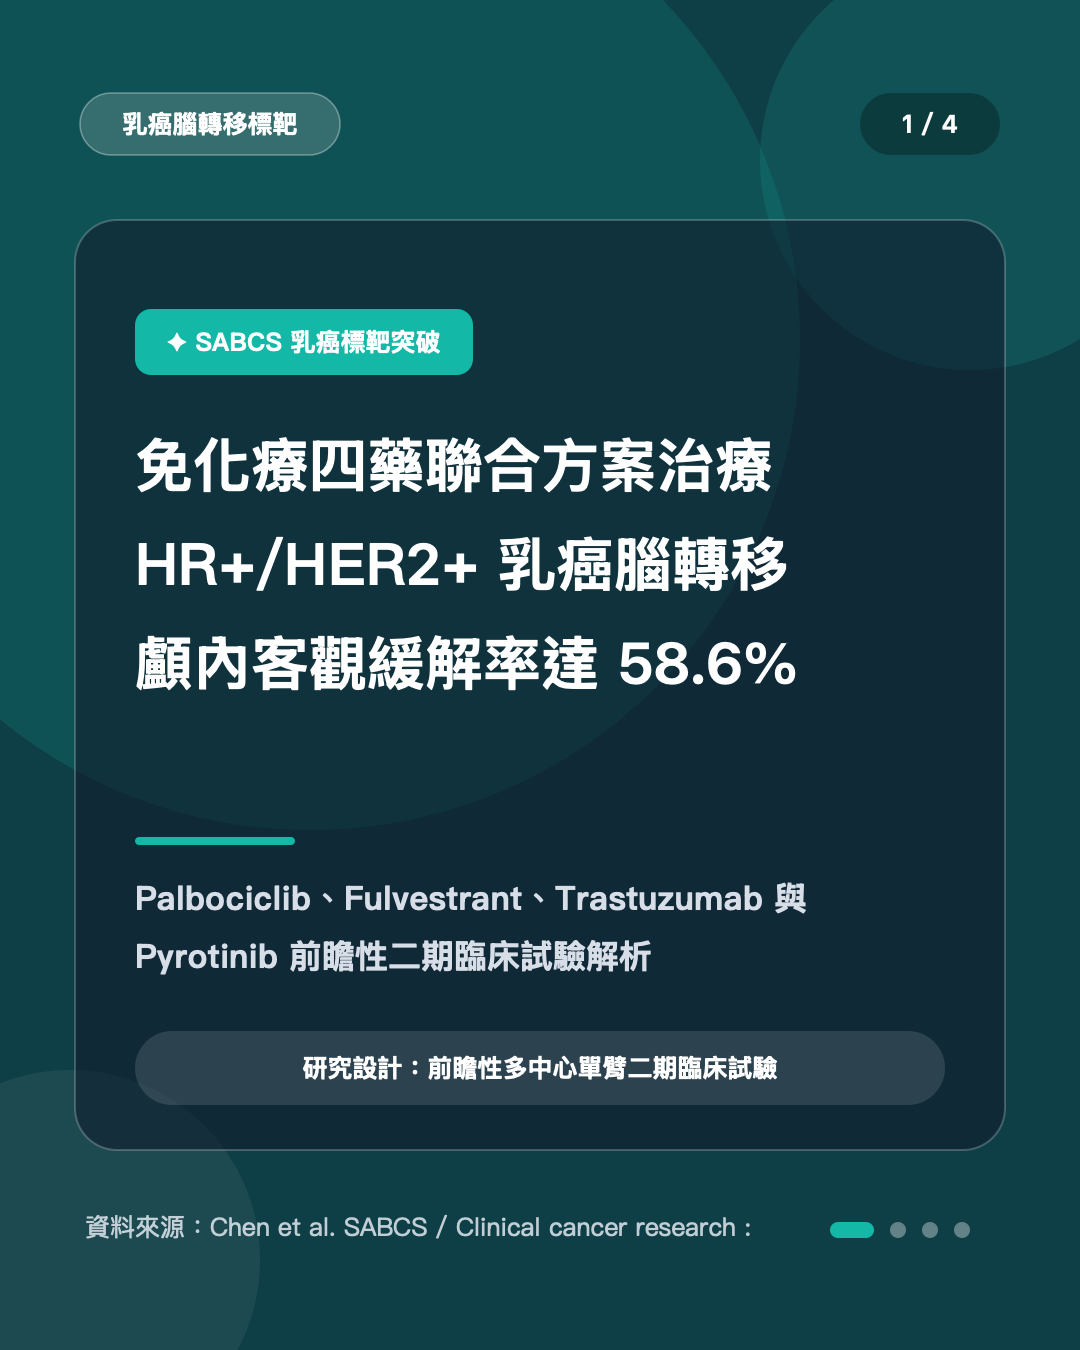 乳癌腦轉移標靶
1 / 4
✦ SABCS 乳癌標靶突破
免化療四藥聯合方案治療
HR+/HER2+ 乳癌腦轉移
顱內客觀緩解率達 58.6%
Palbociclib、Fulvestrant、Trastuzumab 與
Pyrotinib 前瞻性二期臨床試驗解析
研究設計：前瞻性多中心單臂二期臨床試驗
資料來源：Chen et al. SABCS / Clinical cancer research :